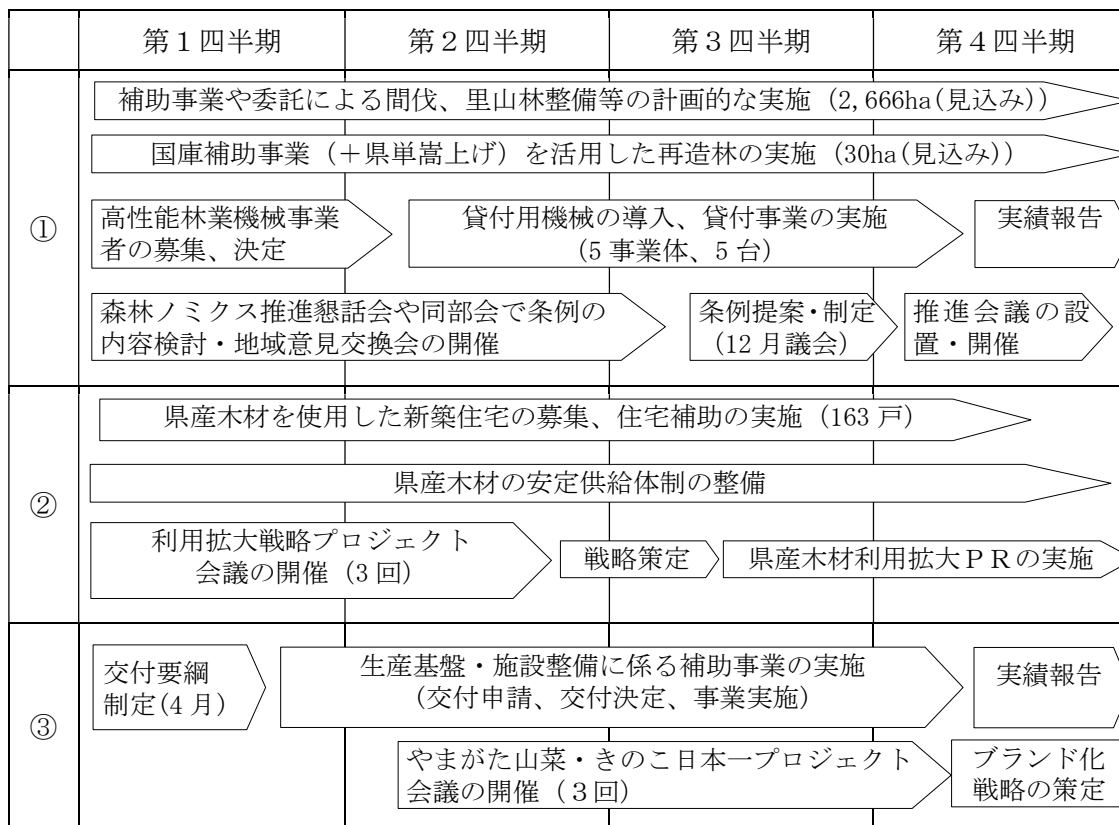 第1四半期 第2四半期 第3四半期 第4四半期
①
補助事業や委託による間伐、里山林整備等の計画的な実施（2,666ha(見込み)）
国庫補助事業（＋県単嵩上げ）を活用した再造林の実施（30ha(見込み)）
高性能林業機械事業
者の募集、決定
貸付用機械の導入、貸付事業の実施
（5事業体、5台）
実績報告
森林ノミクス推進懇話会や同部会で条例の
内容検討・地域意見交換会の開催
条例提案・制定
（12月議会）
推進会議の設
置・開催
②
県産木材を使用した新築住宅の募集、住宅補助の実施（163戸）
県産木材の安定供給体制の整備
利用拡大戦略プロジェクト
会議の開催（3回）
戦略策定
県産木材利用拡大ＰＲの実施
③
交付要綱
制定(4月)
生産基盤・施設整備に係る補助事業の実施
（交付申請、交付決定、事業実施）
実績報告
やまがた山菜・きのこ日本一プロジェクト
会議の開催（３回）
ブランド化
戦略の策定